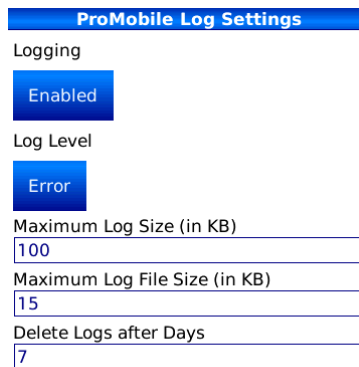 ProMobile Log Settings
Logging
Enabled
Log Level
Error
Maximum Log Size (in KB)
100
Maximum Log File Size (in KB)
15
Delete Logs after Days
7